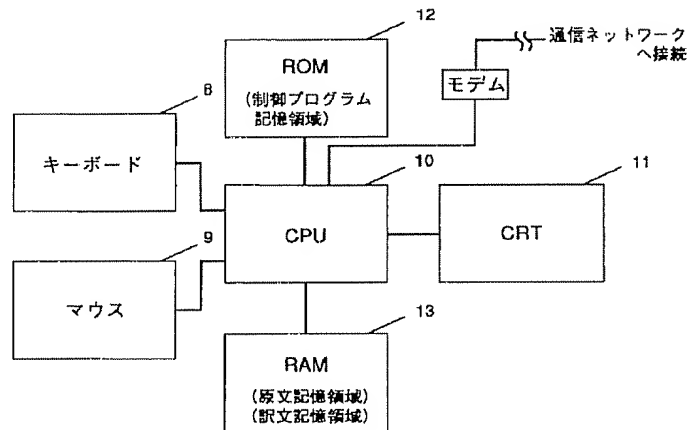 12
ROM
(制御プログラム
記憶領域)
通信ネットワーク
へ接続
モデム
8
キーボード
10
CPU
11
CRT
9
マウス
13
RAM
(原文記憶領域)
(訳文記憶領域)